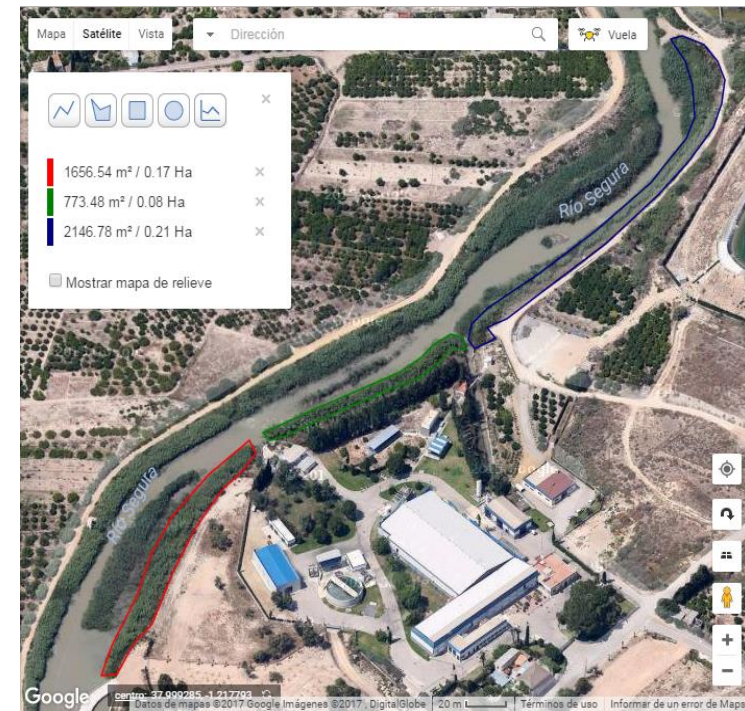 Mapa Satélite Vista Dirección Vuela
1656.54 m² / 0.17 Ha
773.48 m² / 0.08 Ha
2146.78 m² / 0.21 Ha
Mostrar mapa de relieve
Río Segura
Río Segura
Google
centro: 37.999285,-1.217793
Datos de mapas ©2017 Google Imágenes ©2017 , DigitalGlobe 20 m Términos de uso Informar de un error de Maps